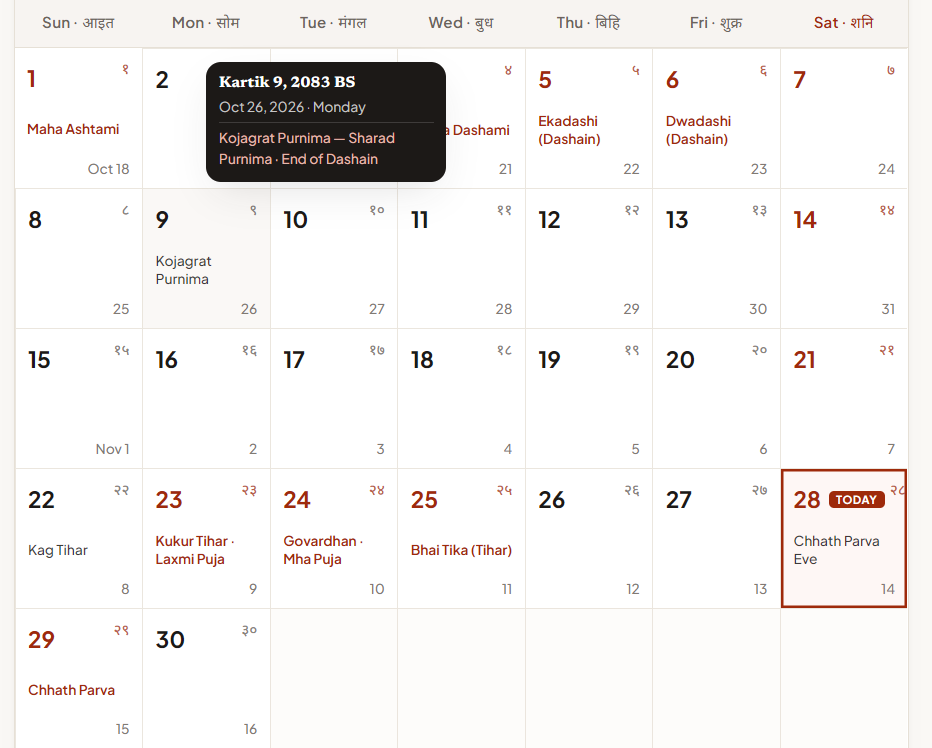 Sun · आइत Mon · सोम Tue · मंगल Wed · बुध Thu · बिहि Fri · शुक्र Sat · शनि
1 १ 2 ४ 5 ५ 6 ६ 7 ७
Kartik 9, 2083 BS
Oct 26, 2026 · Monday
Kojagrat Purnima — Sharad
Purnima · End of Dashain
Maha Ashtami
a Dashami
Ekadashi
(Dashain)
Dwadashi
(Dashain)
Oct 18 21 22 23 24
8 ८ 9 ९ 10 १० 11 ११ 12 १२ 13 १३ 14 १४
Kojagrat
Purnima
25 26 27 28 29 30 31
15 १५ 16 १६ 17 १७ 18 १८ 19 १९ 20 २० 21 २१
Nov 1 2 3 4 5 6 7
22 २२ 23 २३ 24 २४ 25 २५ 26 २६ 27 २७ 28 TODAY २८
Kag Tihar
Kukur Tihar ·
Laxmi Puja
Govardhan ·
Mha Puja
Bhai Tika (Tihar)
Chhath Parva
Eve
8 9 10 11 12 13 14
29 २९ 30 ३०
Chhath Parva
15 16